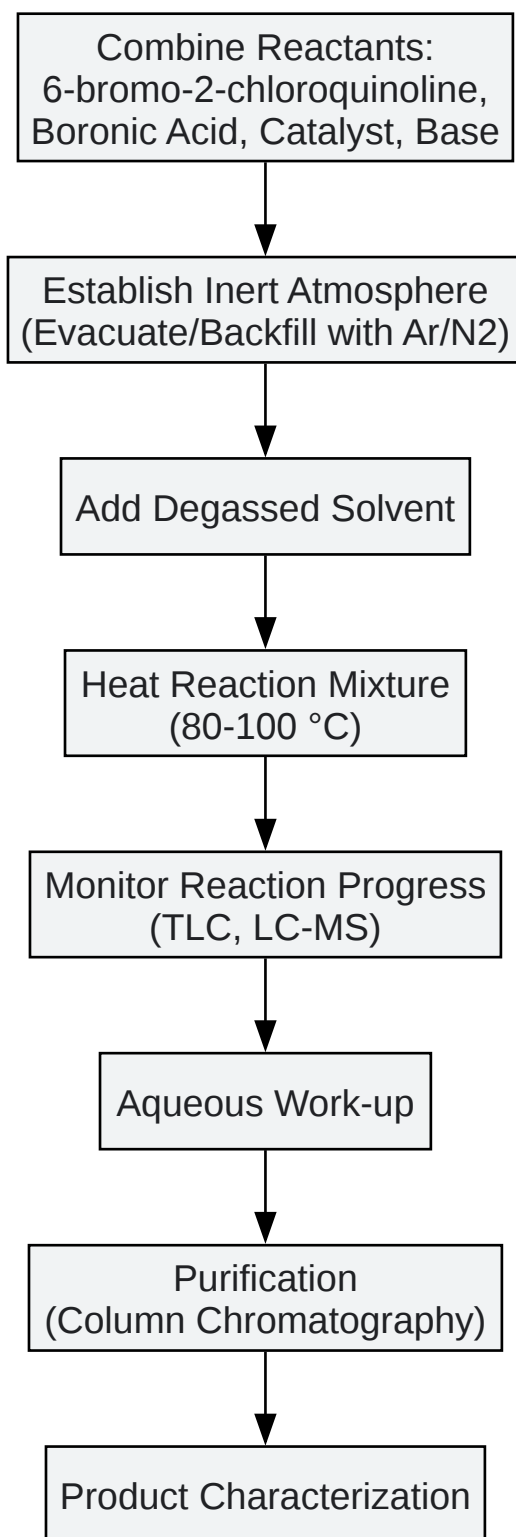 Combine Reactants:
6-bromo-2-chloroquinoline,
Boronic Acid, Catalyst, Base
Establish Inert Atmosphere
(Evacuate/Backfill with Ar/N2)
Add Degassed Solvent
Heat Reaction Mixture
(80-100 °C)
Monitor Reaction Progress
(TLC, LC-MS)
Aqueous Work-up
Purification
(Column Chromatography)
Product Characterization